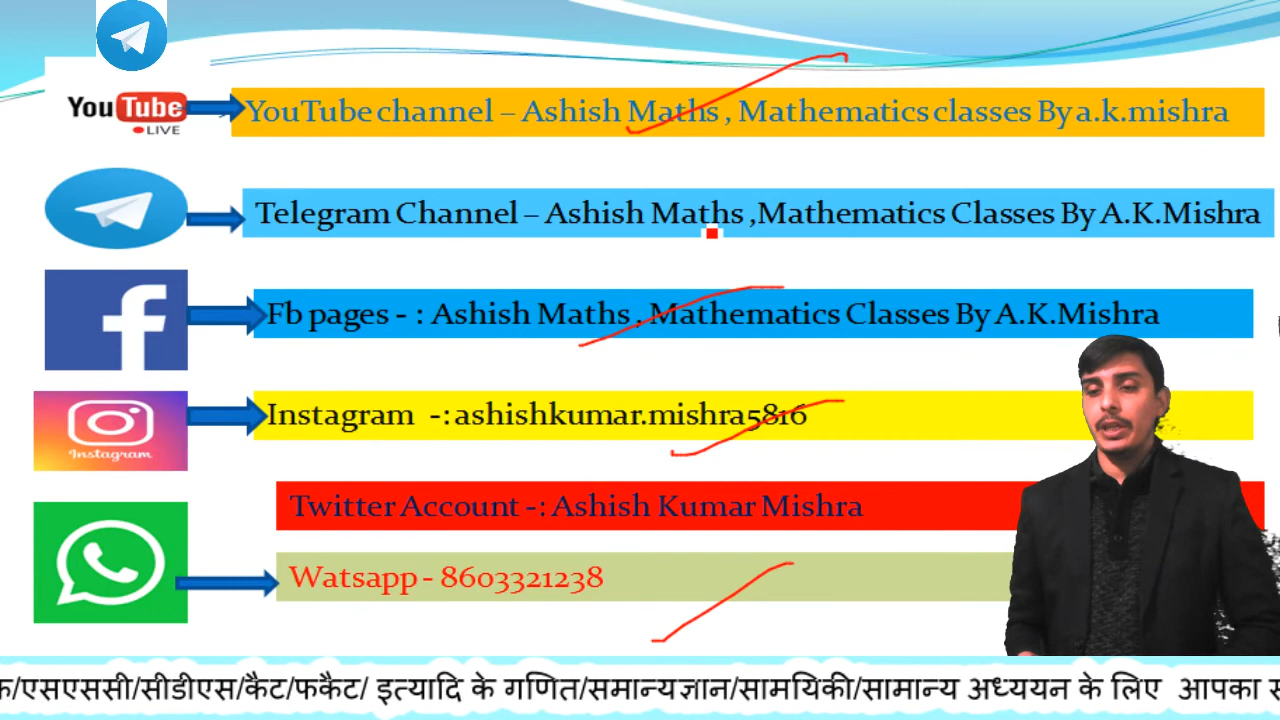 YouTube
LIVE
YouTube channel – Ashish Maths , Mathematics classes By a.k.mishra
Telegram Channel – Ashish Maths ,Mathematics Classes By A.K.Mishra
Fb pages - : Ashish Maths , Mathematics Classes By A.K.Mishra
Instagram -: ashishkumar.mishra5816
Instagram
Twitter Account -: Ashish Kumar Mishra
Watsapp - 8603321238
/एसएससी/सीडीएस/कैट/फकैट/ इत्यादि के गणित/समान्यज्ञान/सामयिकी/सामान्य अध्ययन के लिए आपका